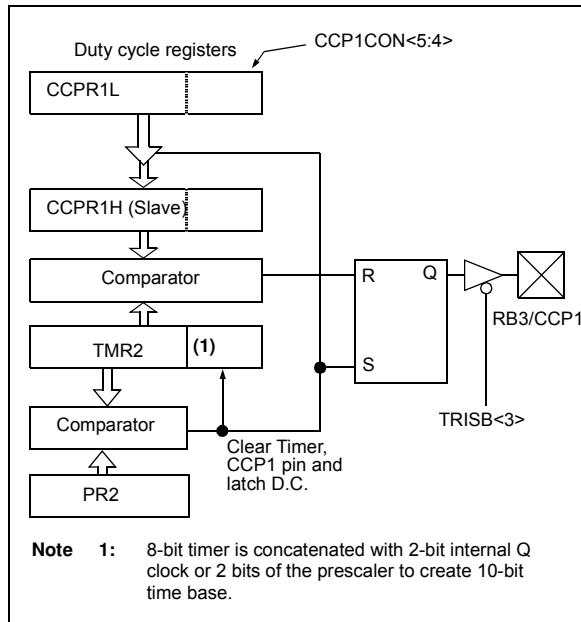 Duty cycle registers
CCP1CON<5:4>
CCPR1L
CCPR1H (Slave)
Comparator
R
Q
RB3/CCP1
TMR2
(1)
S
TRISB<3>
Comparator
Clear Timer,
CCP1 pin and
latch D.C.
PR2
Note 1: 8-bit timer is concatenated with 2-bit internal Q
clock or 2 bits of the prescaler to create 10-bit
time base.